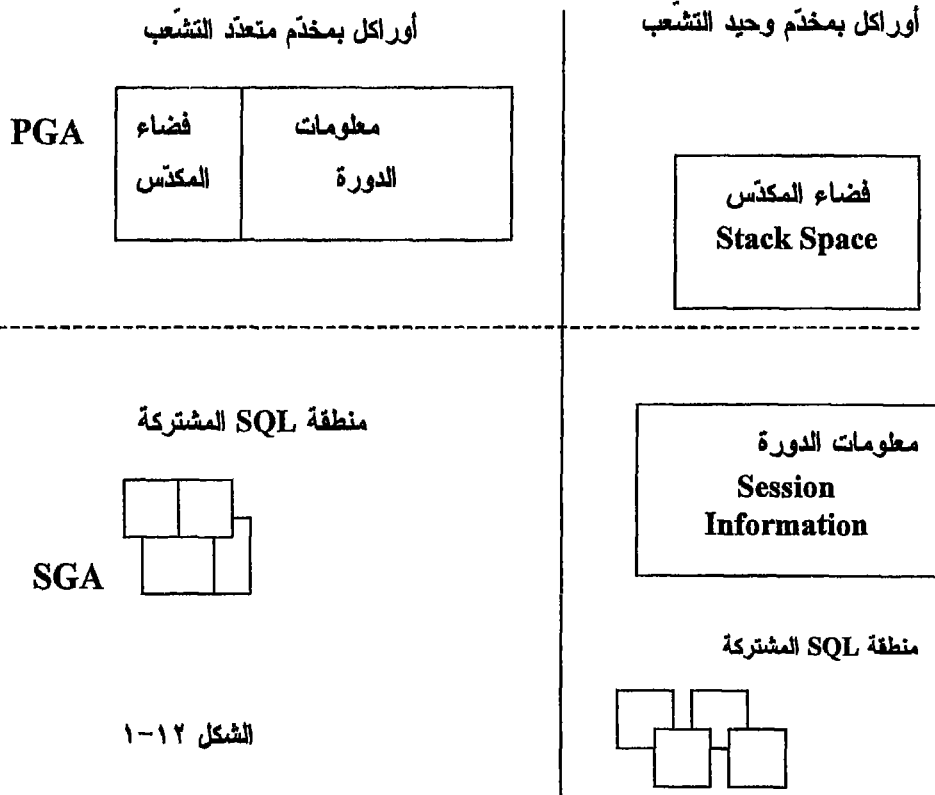 أوراكل بمخدّم وحيد التشعّب
أوراكل بمخدّم متعدّد التشعّب
PGA
فضاء
المكدّس
معلومات
الدورة
فضاء المكدّس
Stack Space
منطقة SQL المشتركة
SGA
معلومات الدورة
Session
Information
منطقة SQL المشتركة
الشكل ١٢-١